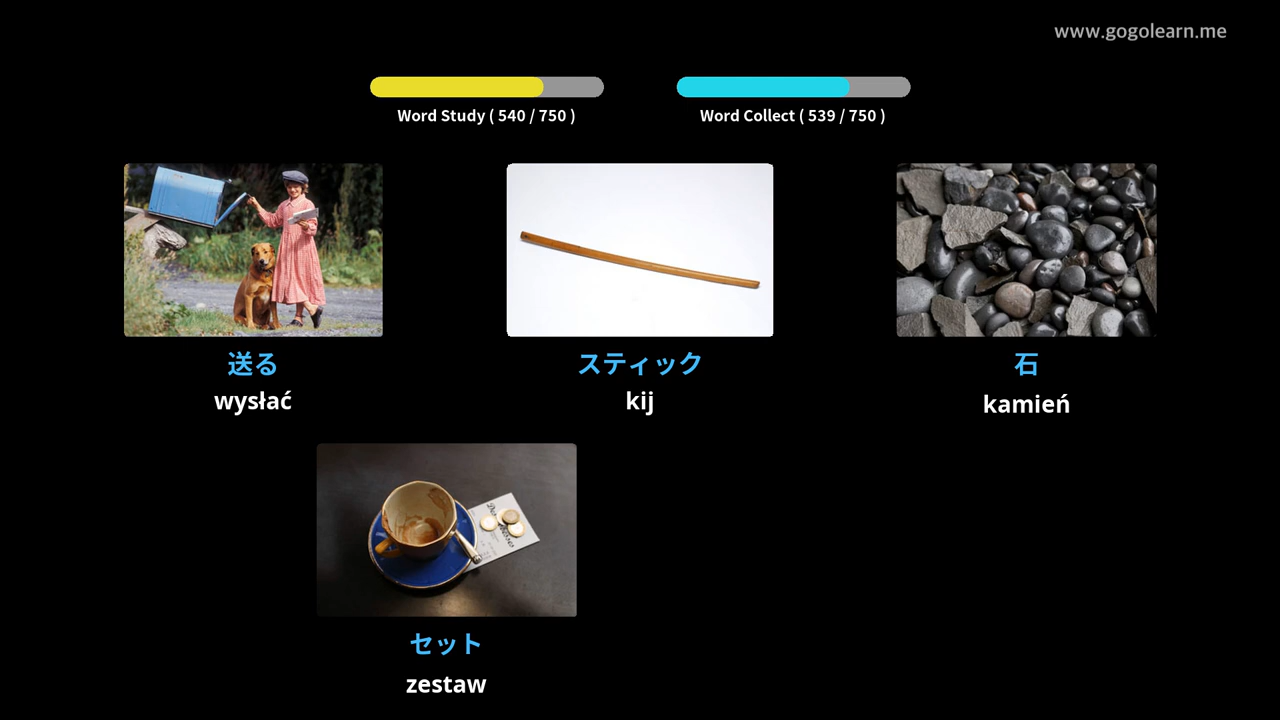 www.gogolearn.me
Word Study ( 540 / 750 )
Word Collect ( 539 / 750 )
送る
wysłać
スティック
kij
石
kamień
セット
zestaw